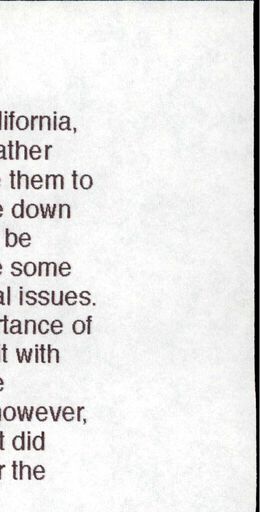 lifornia,
ather
them to
down
be
some
al issues.
rtance of
t with
e
however,
t did
r the